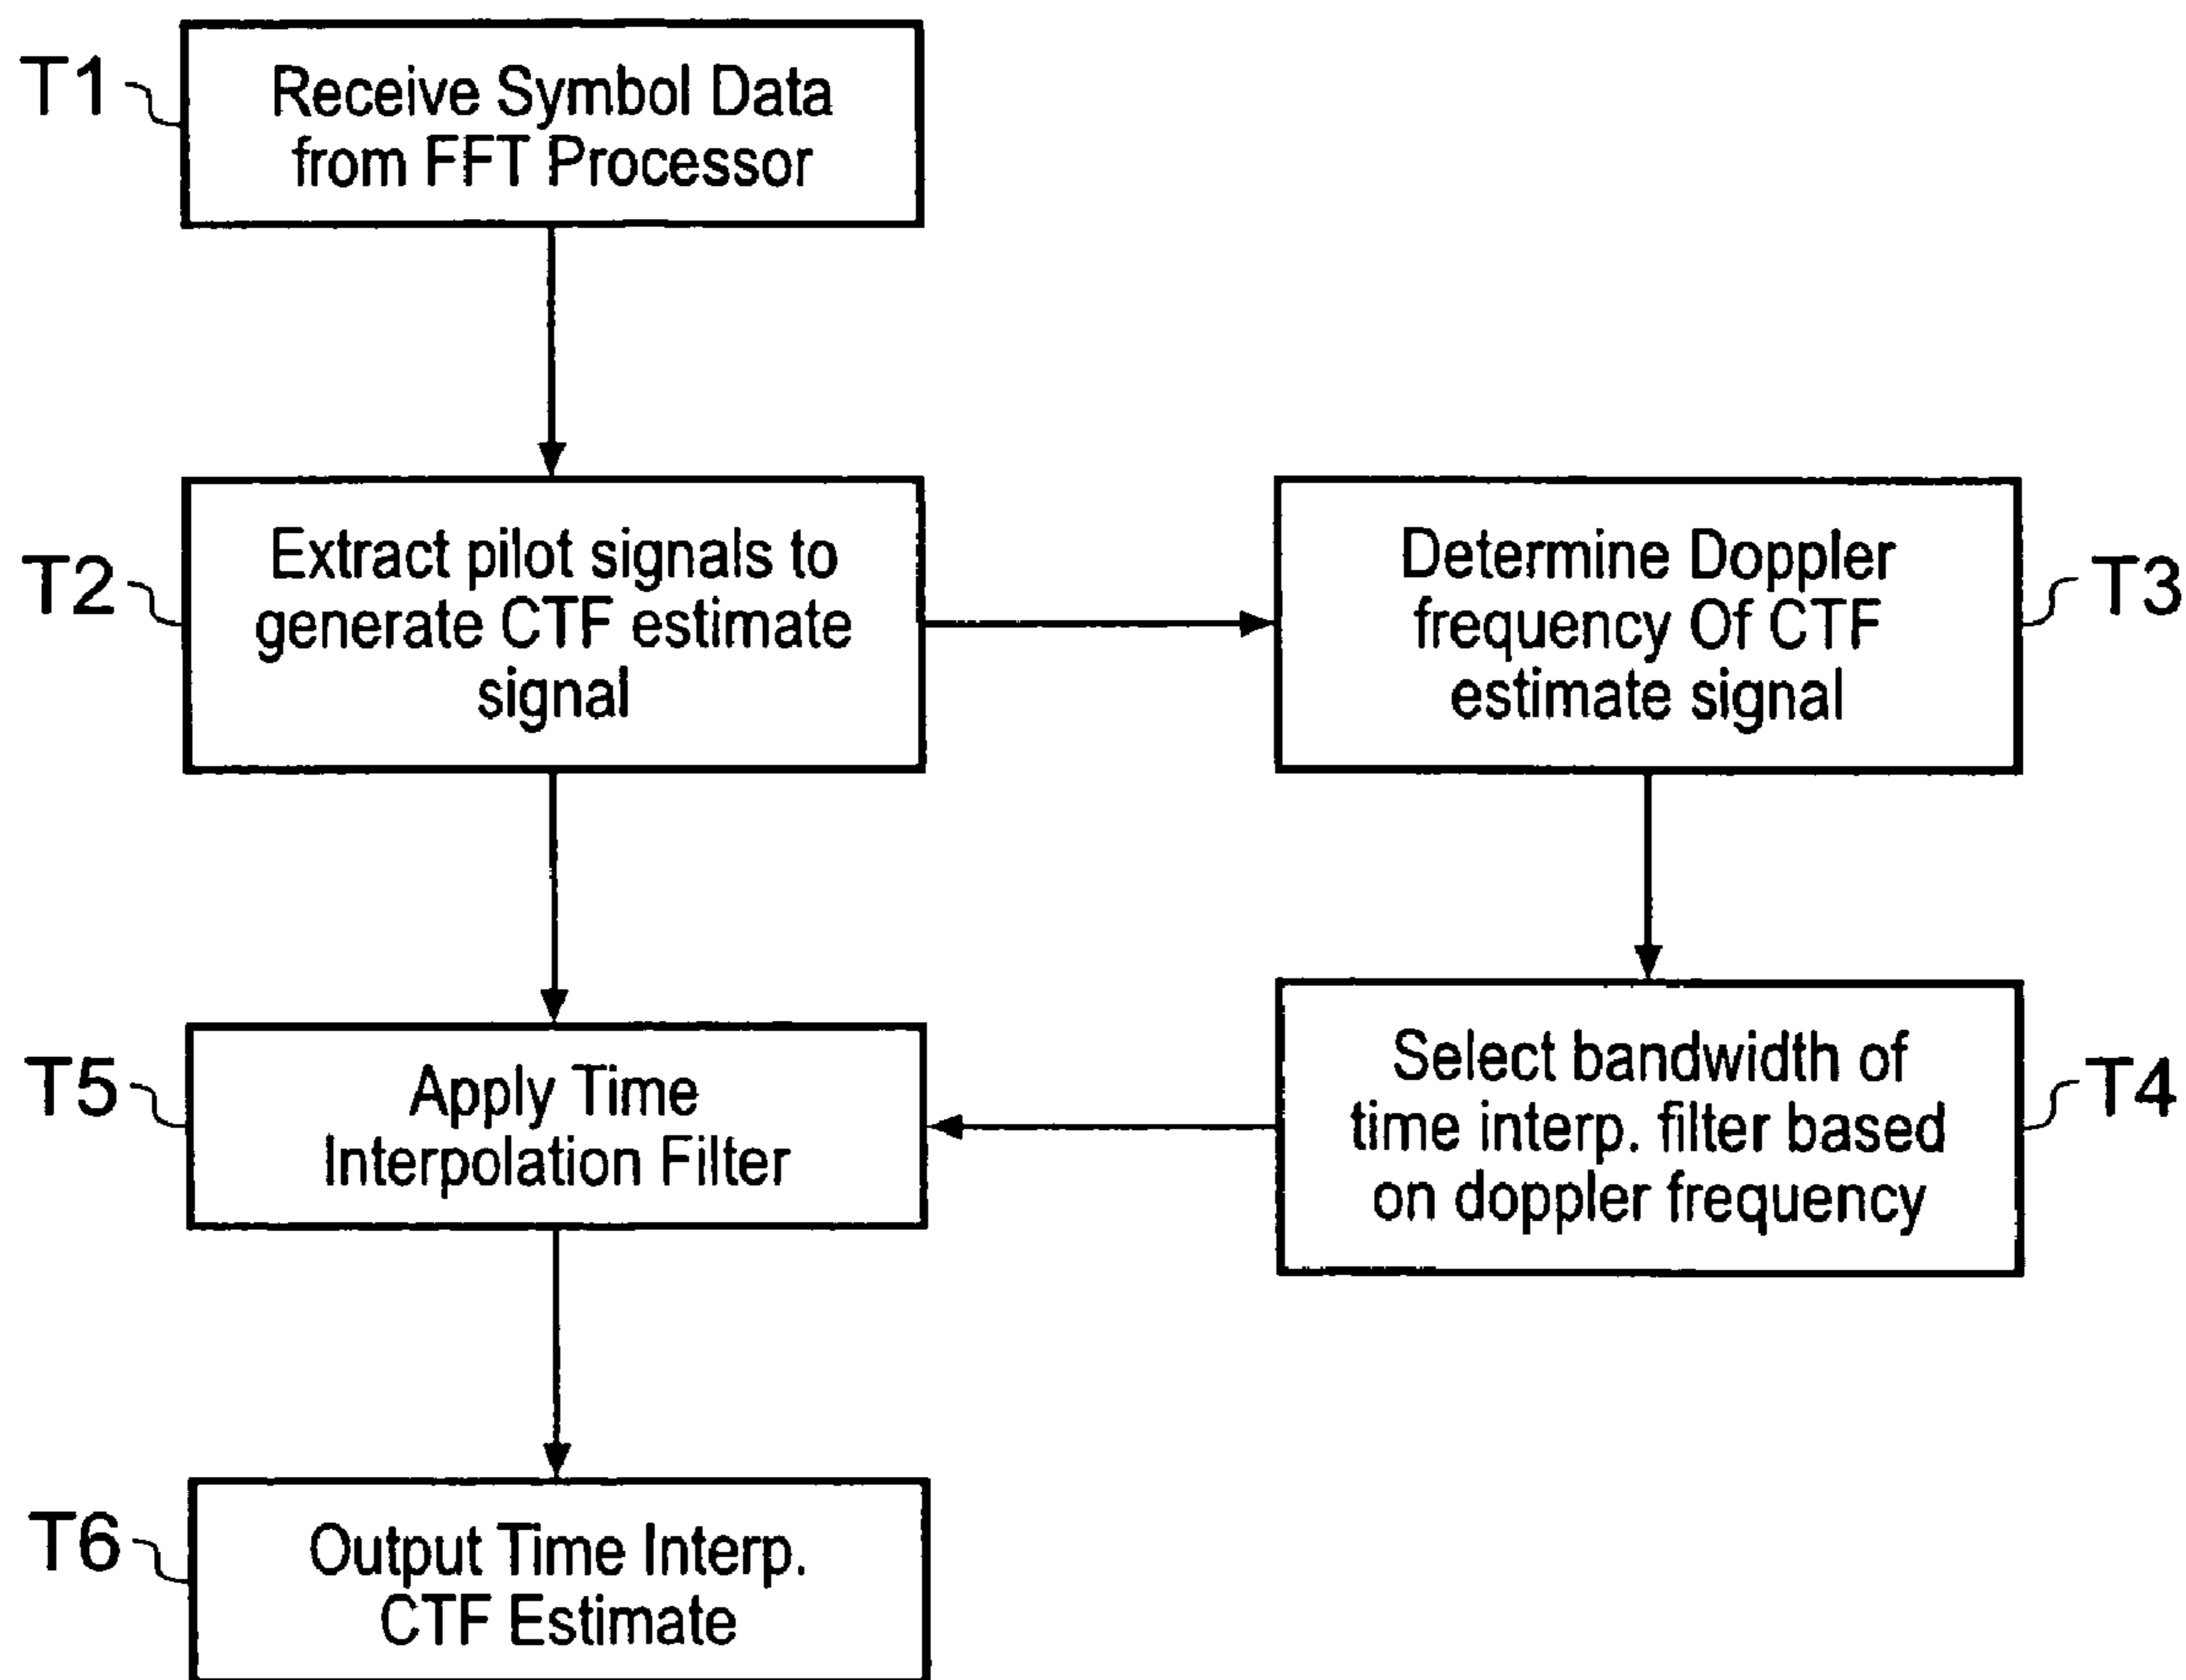 T1
Receive Symbol Data
from FFT Processor
T2
Extract pilot signals to
generate CTF estimate
signal
Determine Doppler
frequency Of CTF
estimate signal
T3
T5
Apply Time
Interpolation Filter
Select bandwidth of
time interp. filter based
on doppler frequency
T4
T6
Output Time Interp.
CTF Estimate